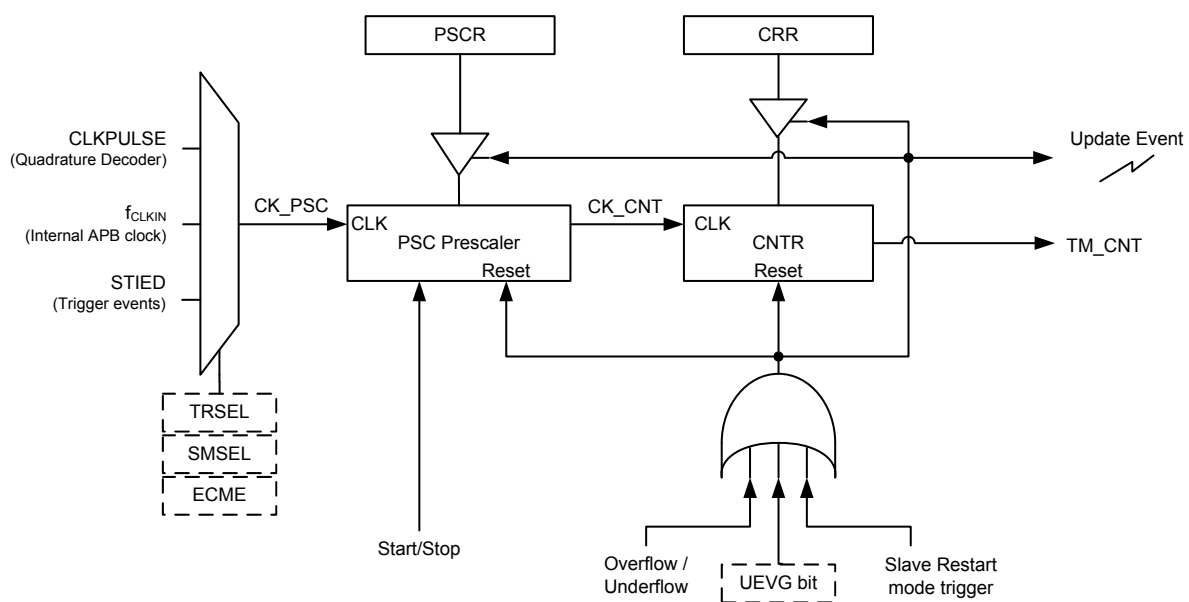 PSCR
CRR
CLKPULSE
(Quadrature Decoder)
Update Event
fCLKIN
(Internal APB clock)
CK_PSC
CLK
PSC Prescaler
Reset
CK_CNT
CLK
CNTR
Reset
TM_CNT
STIED
(Trigger events)
TRSEL
SMSEL
ECME
Start/Stop
Overflow /
Underflow
UEVG bit
Slave Restart
mode trigger